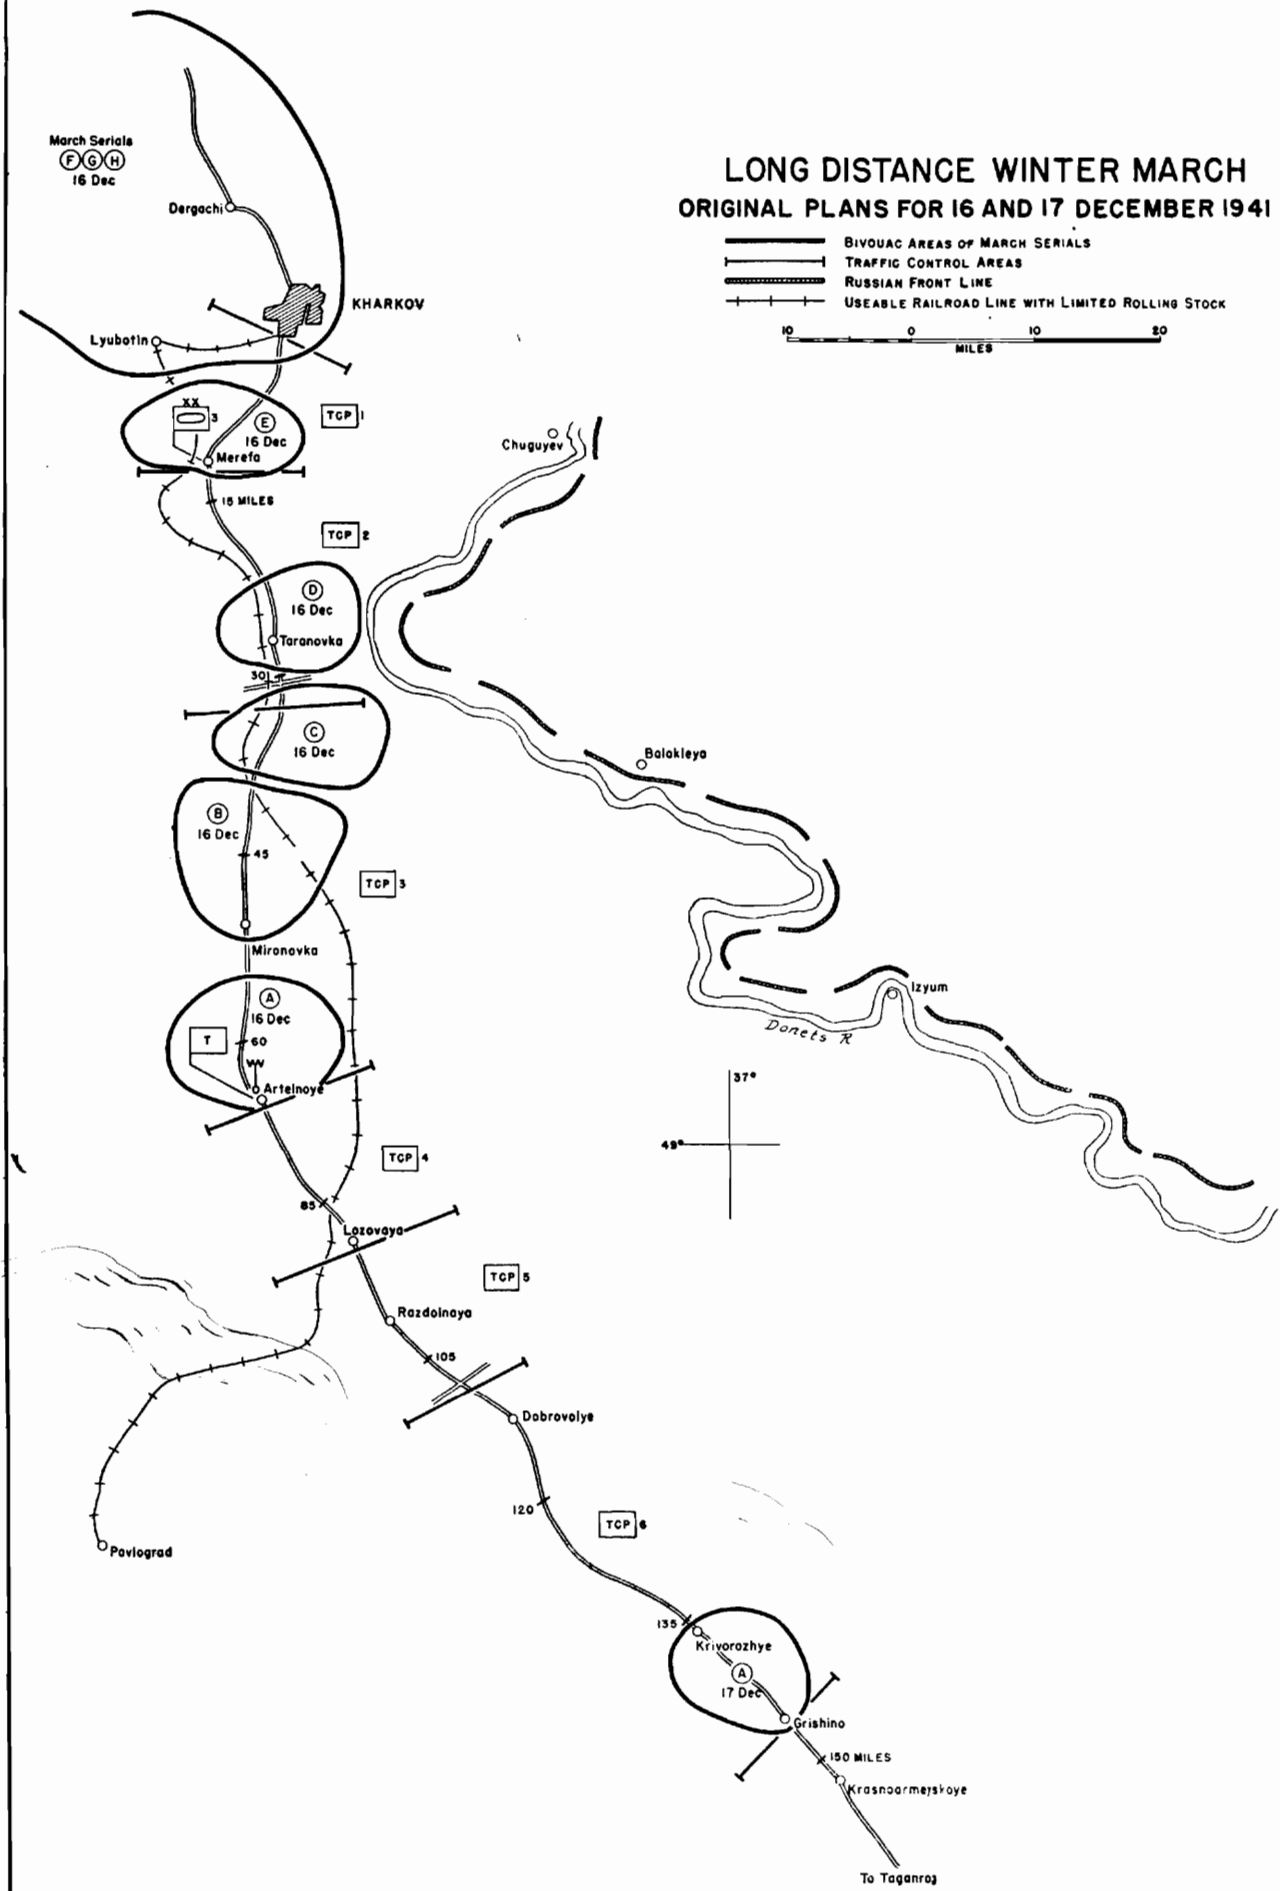 LONG DISTANCE WINTER MARCH
ORIGINAL PLANS FOR 16 AND 17 DECEMBER 1941
BIVOUAC AREAS OF MARCH SERIALS
TRAFFIC CONTROL AREAS
RUSSIAN FRONT LINE
USEABLE RAILROAD LINE WITH LIMITED ROLLING STOCK
10 0 10 20
MILES
March Serials
F G H
16 Dec
Dergachi
KHARKOV
Lyubotin
XX
3
E
16 Dec
Merefa
TCP 1
15 MILES
TCP 2
Chuguyev
D
16 Dec
Taranovka
30
C
16 Dec
Balakleya
B
16 Dec
45
TCP 3
Mironovka
A
16 Dec
T
60
Artelnoye
Izyum
Donets R
37°
49°
TCP 4
85
Lozovaya
TCP 5
Razdolnaya
105
Dobrovolye
120
TCP 6
Pavlograd
135
Krivorozhye
A
17 Dec
Grishino
150 MILES
Krasnoarmejskoye
To Taganrog